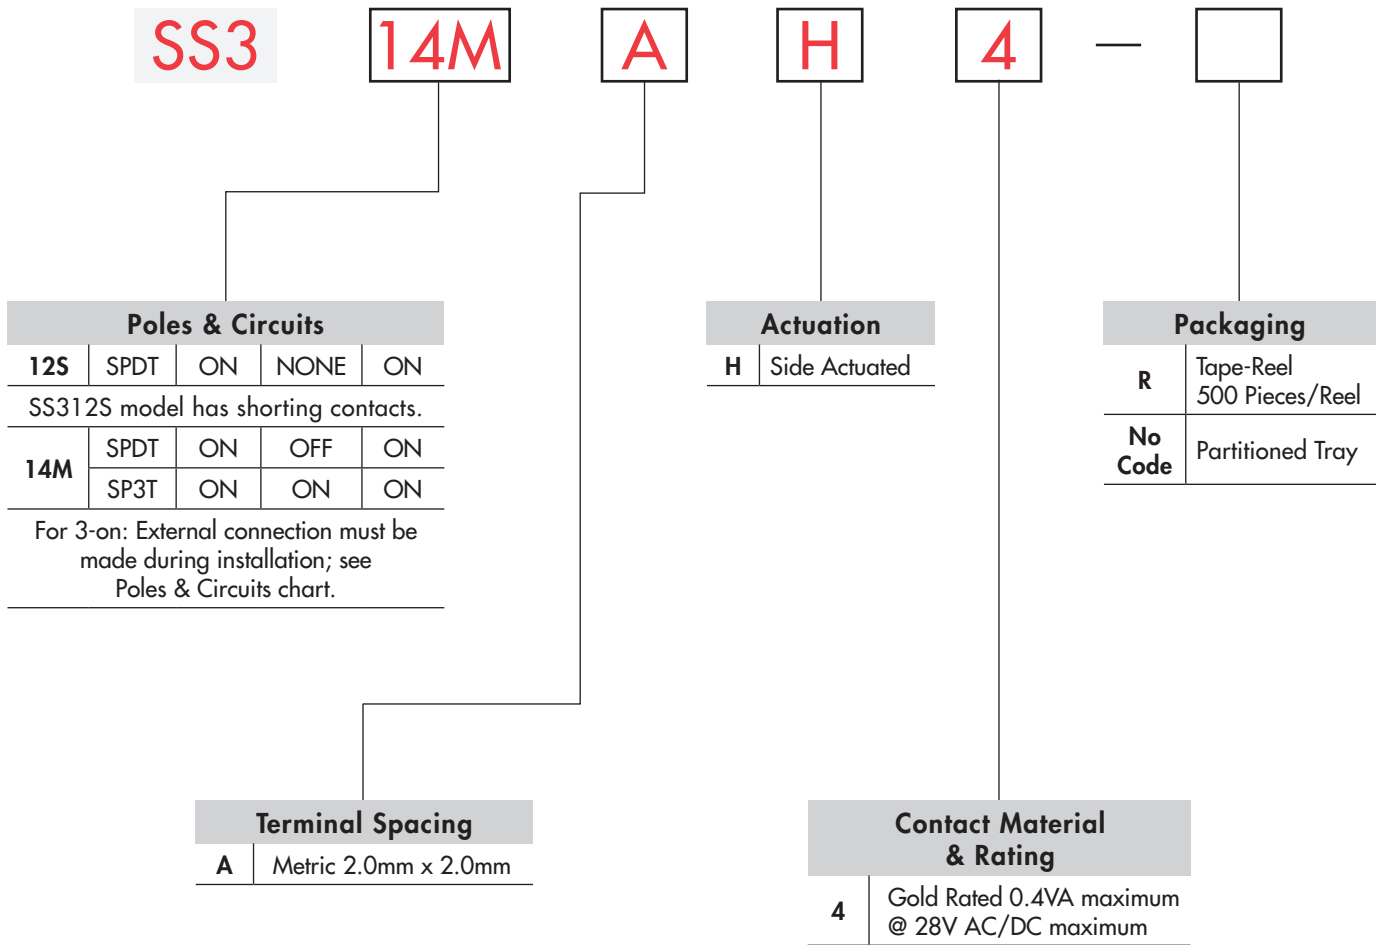 SS3 14M A H 4 —
Poles & Circuits
12S SPDT ON NONE ON
SS312S model has shorting contacts.
14M SPDT ON OFF ON
SP3T ON ON ON
For 3-on: External connection must be
made during installation; see
Poles & Circuits chart.
Actuation
H Side Actuated
Packaging
R Tape-Reel
500 Pieces/Reel
No
Code Partitioned Tray
Terminal Spacing
A Metric 2.0mm x 2.0mm
Contact Material
& Rating
4 Gold Rated 0.4VA maximum
@ 28V AC/DC maximum